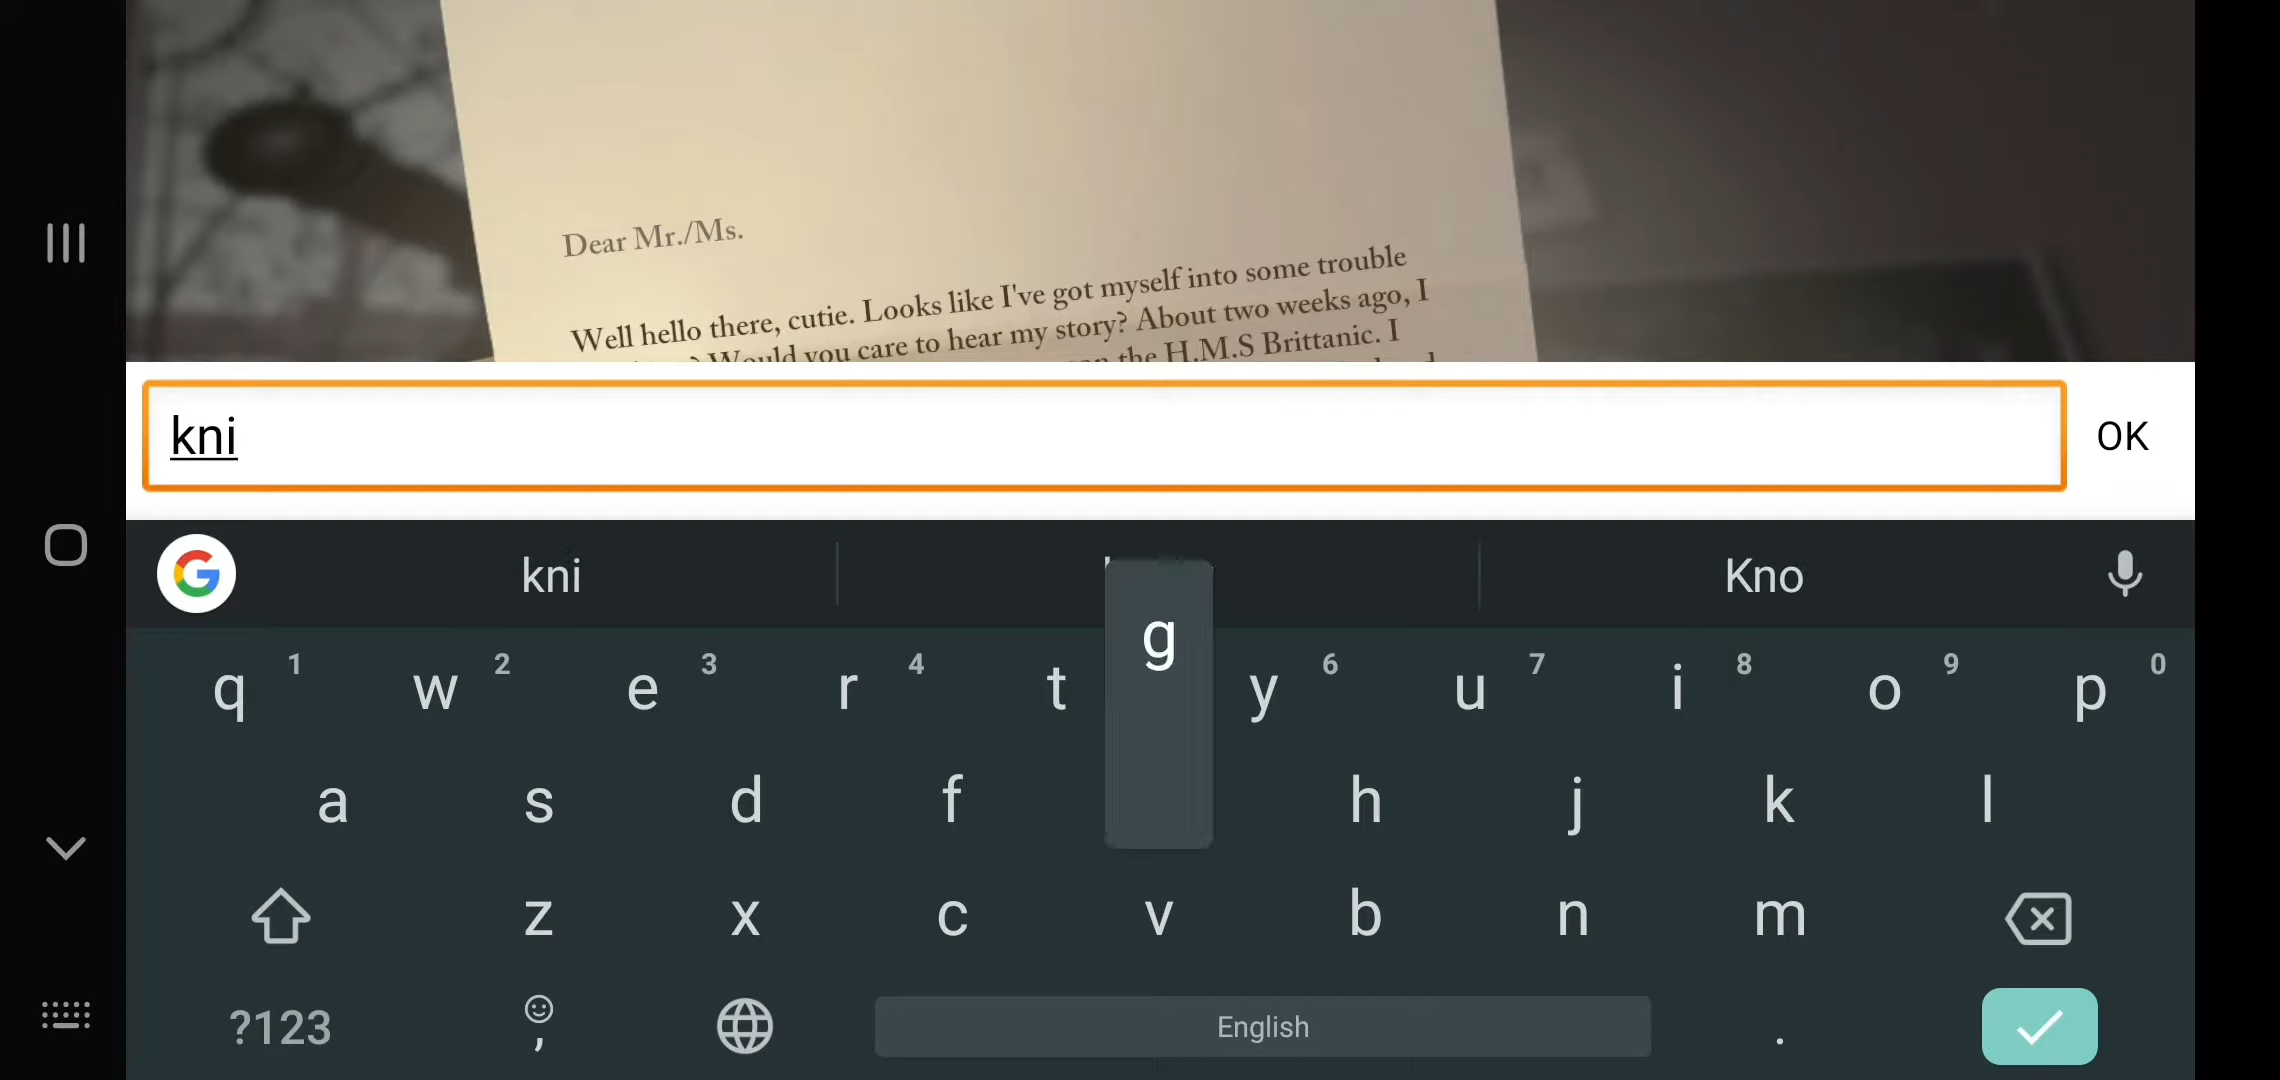 Dear Mr./Ms.
Well hello there, cutie. Looks like I've got myself into some trouble
Would you care to hear my story? About two weeks ago, I
the H.M.S Brittanic. I
kni
OK
kni
Kno
g
q 1 w 2 e 3 r 4 t y 6 u 7 i 8 o 9 p 0
a s d f h j k l
z x c v b n m
?123 , English .